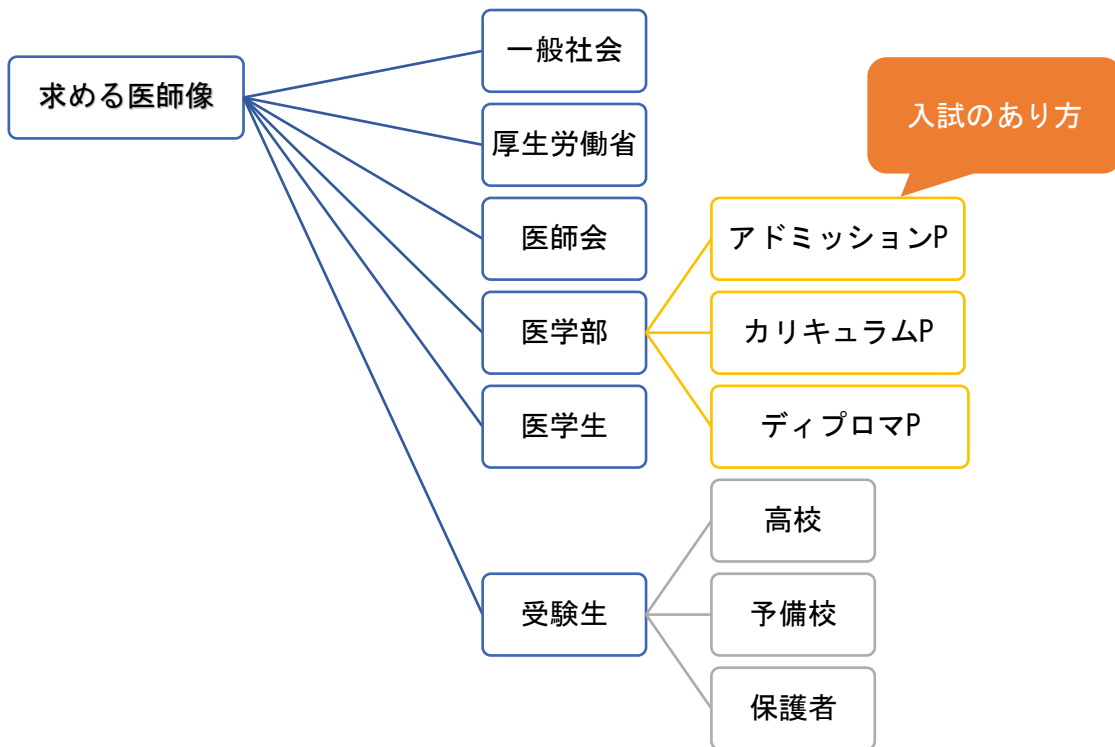 求める医師像
一般社会
厚生労働省
医師会
医学部
医学生
受験生
入試のあり方
アドミッションP
カリキュラムP
ディプロマP
高校
予備校
保護者